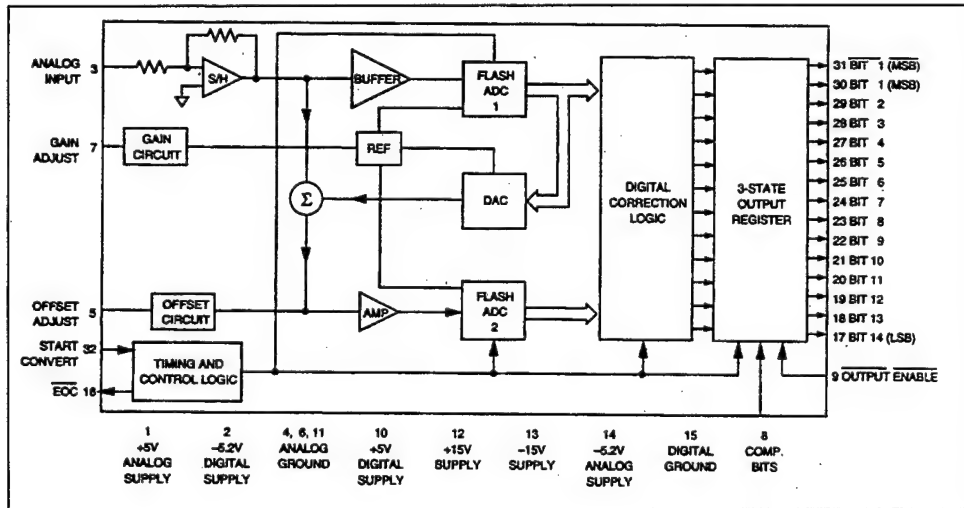 ANALOG INPUT 3
S/H
BUFFER
FLASH ADC 1
GAIN ADJUST 7
GAIN CIRCUIT
REF
DAC
Σ
OFFSET ADJUST 5
OFFSET CIRCUIT
AMP
FLASH ADC 2
START CONVERT 32
EOC 16
TIMING AND CONTROL LOGIC
DIGITAL CORRECTION LOGIC
3-STATE OUTPUT REGISTER
31 BIT 1 (MSB)
30 BIT 1 (MSB)
29 BIT 2
28 BIT 3
27 BIT 4
26 BIT 5
25 BIT 6
24 BIT 7
23 BIT 8
22 BIT 9
21 BIT 10
20 BIT 11
19 BIT 12
18 BIT 13
17 BIT 14 (LSB)
9 OUTPUT ENABLE
1 +5V ANALOG SUPPLY
2 –5.2V DIGITAL SUPPLY
4, 6, 11 ANALOG GROUND
10 +5V DIGITAL SUPPLY
12 +15V SUPPLY
13 –15V SUPPLY
14 –5.2V ANALOG SUPPLY
15 DIGITAL GROUND
8 COMP. BITS